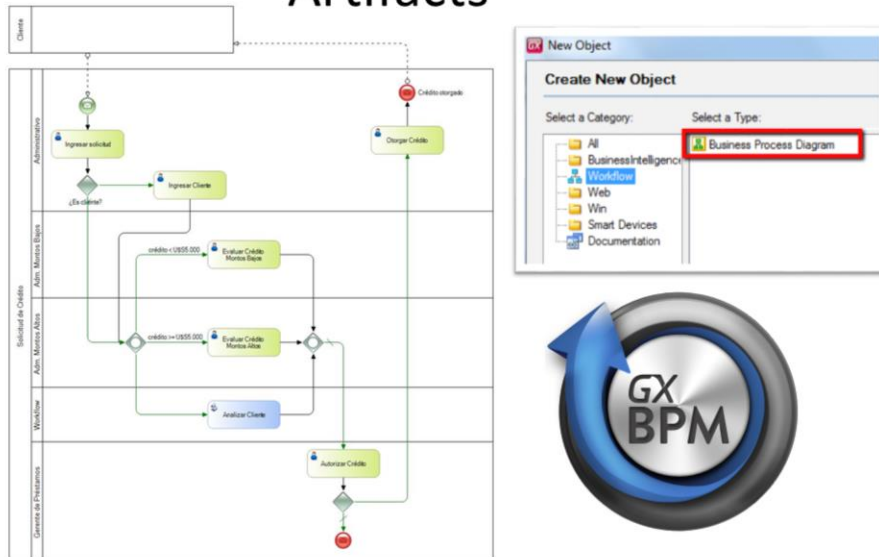 Artifacts
Cliente
Solicitud de Crédito
Administrativo
Ingresar solicitud
¿Es cliente?
Ingresar Cliente
Crédito otorgado
Otorgar Crédito
Adm. Montos Bajos
crédito < U$S5.000
Evaluar Crédito
Montos Bajos
Adm. Montos Altos
crédito >= U$S5.000
Evaluar Crédito
Montos Altos
Workflow
Analizar Cliente
Gerente de Préstamos
Autorizar Crédito
GX New Object
Create New Object
Select a Category:
Select a Type:
All
BusinessIntelligence
Workflow
Web
Win
Smart Devices
Documentation
Business Process Diagram
GX
BPM